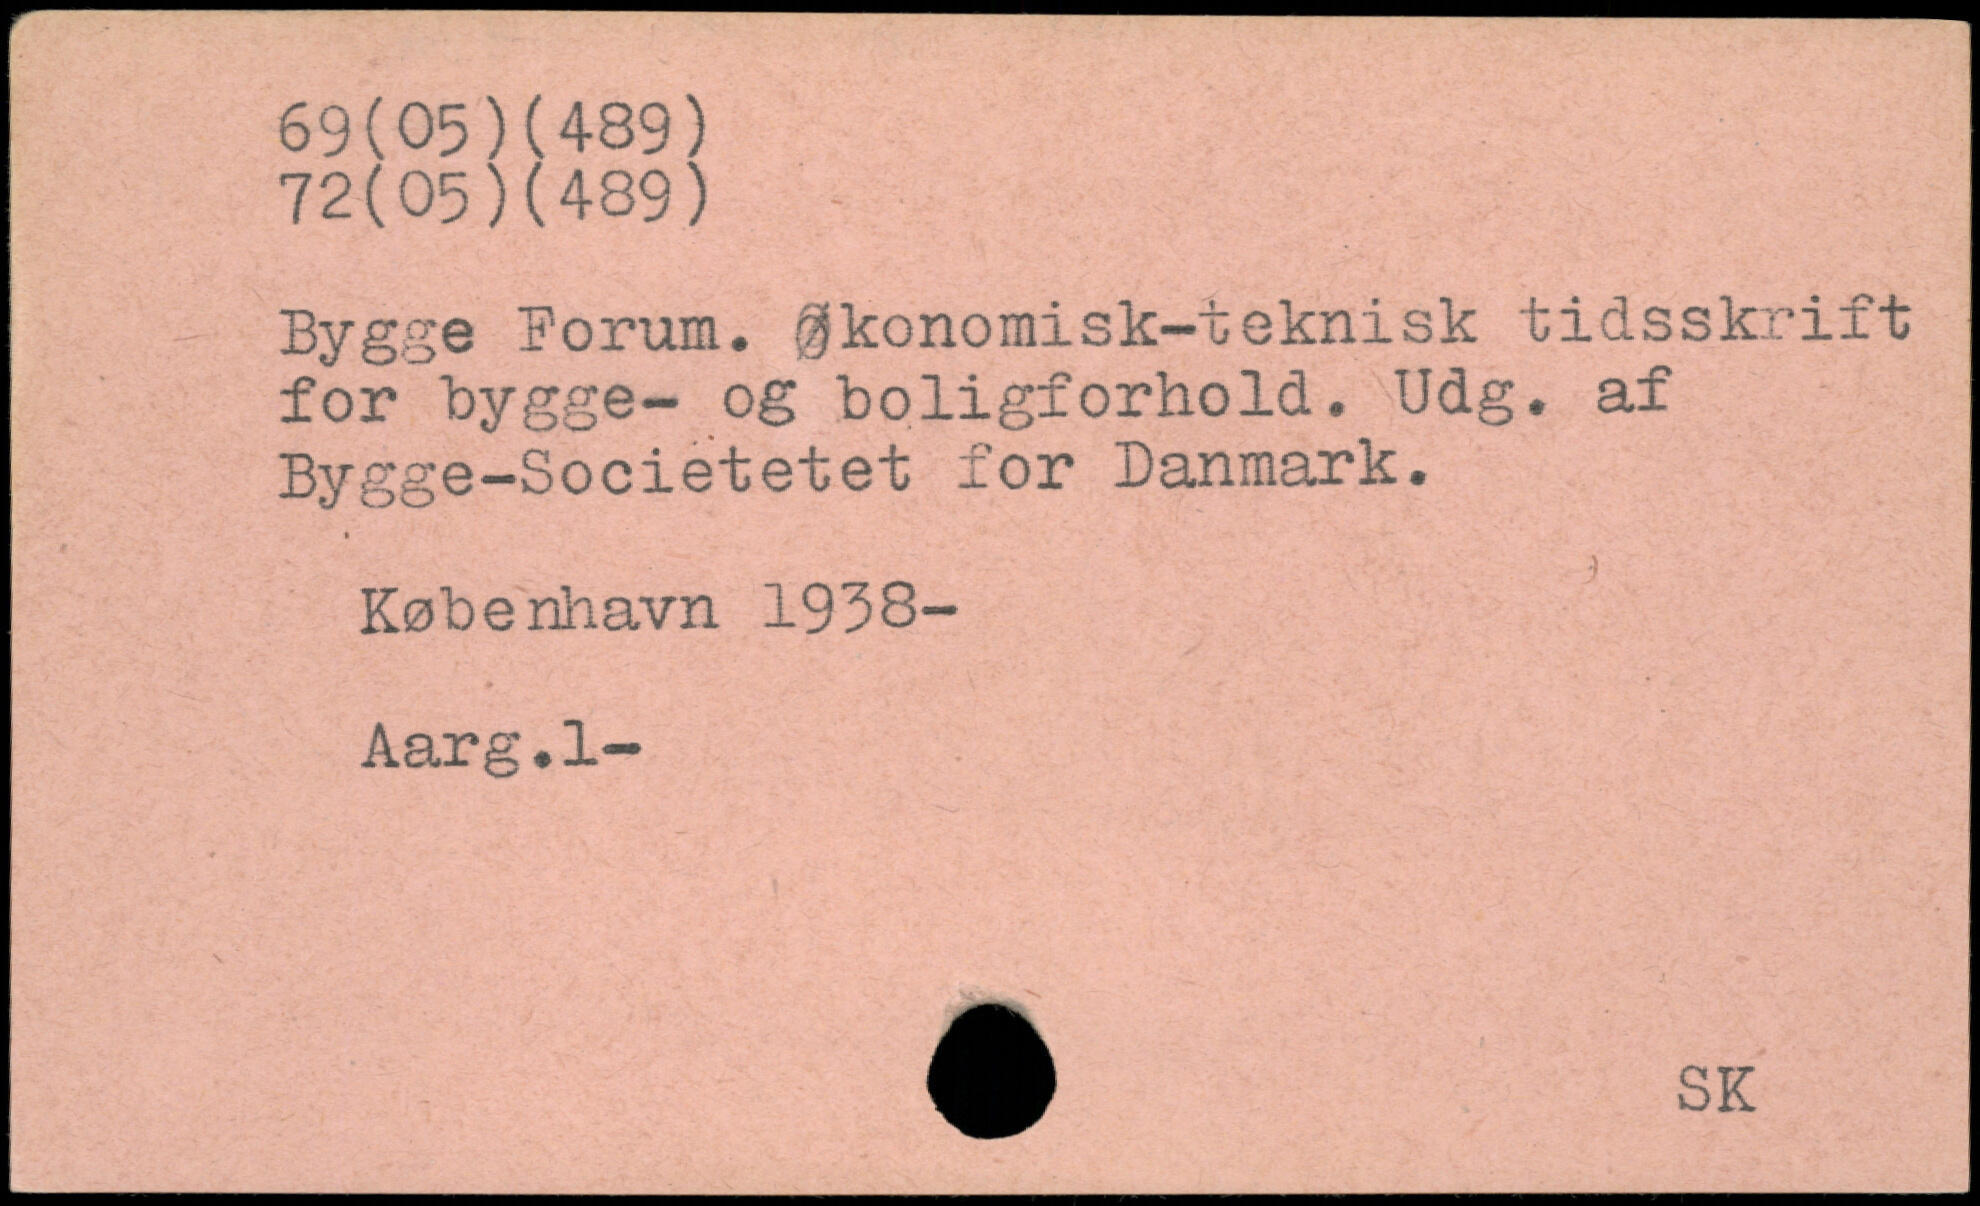 69(05)(489)
72(05)(489)
Bygge Forum. Økonomisk-teknisk tidsskrift
for bygge- og boligforhold. Udg. af
Bygge-Societetet for Danmark.
København 1938-
Aarg.1-
SK